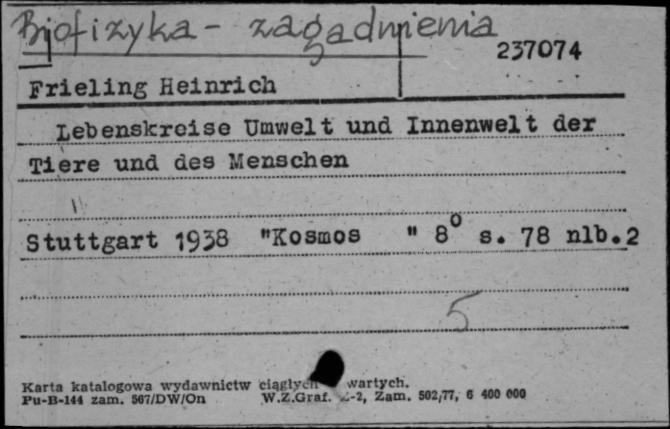 Biofizyka - zagadnienia
237074
Frieling Heinrich
Lebenskreise Umwelt und Innenwelt der
Tiere und des Menschen
Stuttgart 1938 "Kosmos " 8° s. 78 nlb.2
5
Karta katalogowa wydawnictw ciągłych wartych.
Pu-B-144 zam. 567/DW/On W.Z.Graf. -2, Zam. 502/77, 6 400 000